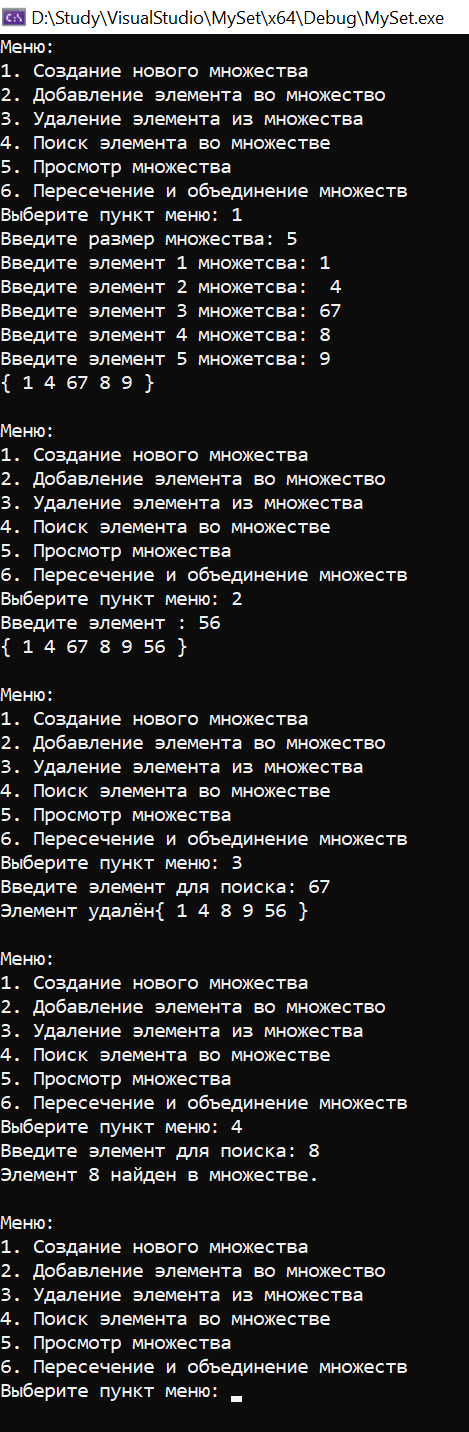 D:\Study\VisualStudio\MySet\x64\Debug\MySet.exe
Меню:
1. Создание нового множества
2. Добавление элемента во множество
3. Удаление элемента из множества
4. Поиск элемента во множестве
5. Просмотр множества
6. Пересечение и объединение множеств
Выберите пункт меню: 1
Введите размер множества: 5
Введите элемент 1 множетсва: 1
Введите элемент 2 множетсва:  4
Введите элемент 3 множетсва: 67
Введите элемент 4 множетсва: 8
Введите элемент 5 множетсва: 9
{ 1 4 67 8 9 }
Меню:
1. Создание нового множества
2. Добавление элемента во множество
3. Удаление элемента из множества
4. Поиск элемента во множестве
5. Просмотр множества
6. Пересечение и объединение множеств
Выберите пункт меню: 2
Введите элемент : 56
{ 1 4 67 8 9 56 }
Меню:
1. Создание нового множества
2. Добавление элемента во множество
3. Удаление элемента из множества
4. Поиск элемента во множестве
5. Просмотр множества
6. Пересечение и объединение множеств
Выберите пункт меню: 3
Введите элемент для поиска: 67
Элемент удалён{ 1 4 8 9 56 }
Меню:
1. Создание нового множества
2. Добавление элемента во множество
3. Удаление элемента из множества
4. Поиск элемента во множестве
5. Просмотр множества
6. Пересечение и объединение множеств
Выберите пункт меню: 4
Введите элемент для поиска: 8
Элемент 8 найден в множестве.
Меню:
1. Создание нового множества
2. Добавление элемента во множество
3. Удаление элемента из множества
4. Поиск элемента во множестве
5. Просмотр множества
6. Пересечение и объединение множеств
Выберите пункт меню: